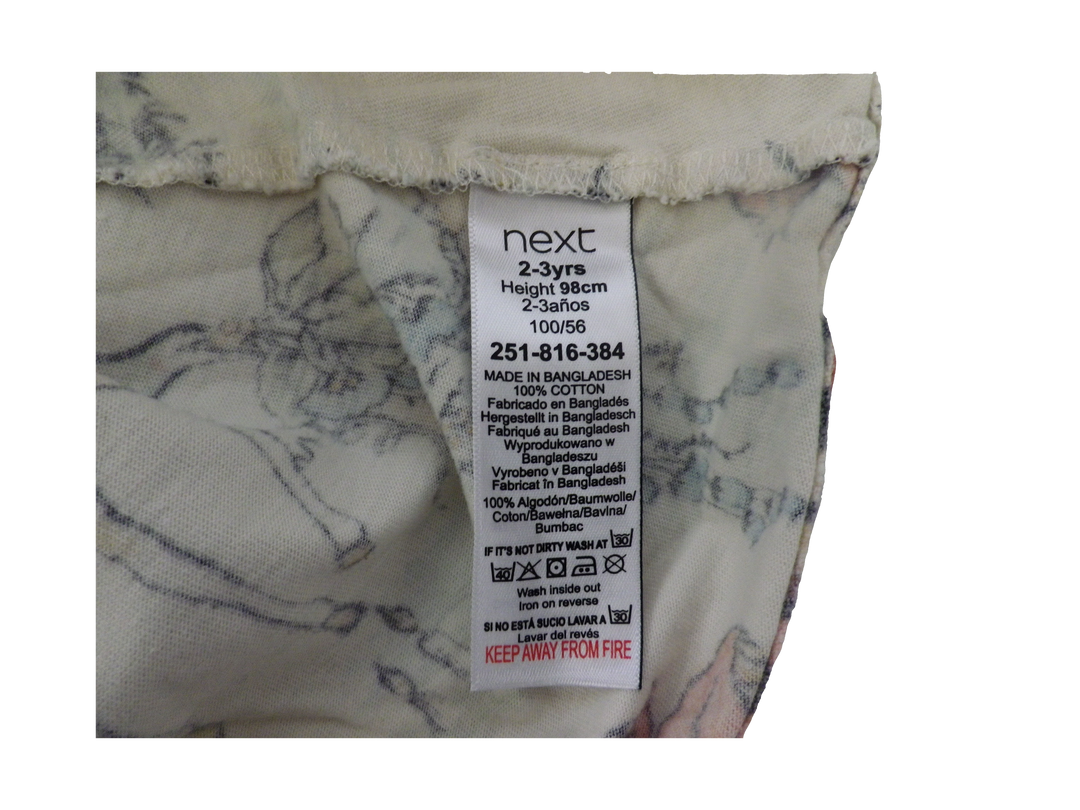 next
2-3yrs
Height 98cm
2-3años
100/56
251-816-384
MADE IN BANGLADESH
100% COTTON
Fabricado en Bangladés
Hergestellt in Bangladesch
Fabriqué au Bangladesh
Wyprodukowano w
Bangladeszu
Vyrobeno v Bangladéši
Fabricat în Bangladesh
100% Algodón/Baumwolle/
Coton/Bawełna/Bavlna/
Bumbac
IF IT'S NOT DIRTY WASH AT 30
40
Wash inside out
Iron on reverse
SI NO ESTÁ SUCIO LAVAR A 30
Lavar del revés
KEEP AWAY FROM FIRE